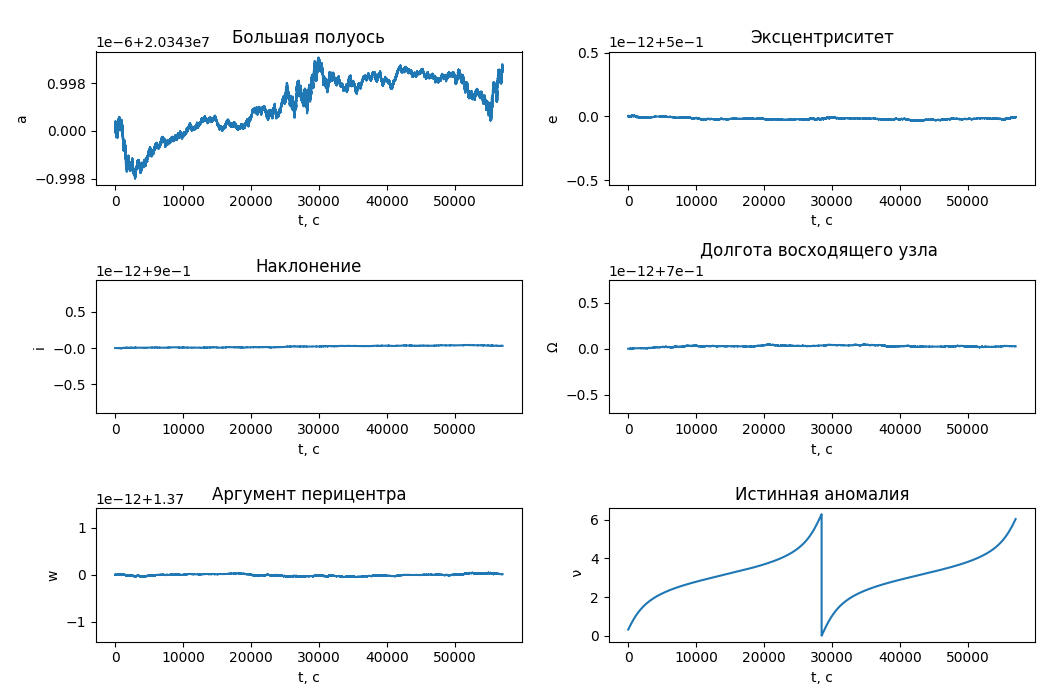 Большая полуось
1e−6+2.0343e7
0.998
0.000
−0.998
a
0 10000 20000 30000 40000 50000
t, c
Эксцентриситет
1e−12+5e−1
0.5
0.0
−0.5
e
0 10000 20000 30000 40000 50000
t, c
Наклонение
1e−12+9e−1
0.5
−0.0
−0.5
i
0 10000 20000 30000 40000 50000
t, c
Долгота восходящего узла
1e−12+7e−1
0.5
0.0
−0.5
Ω
0 10000 20000 30000 40000 50000
t, c
Аргумент перицентра
1e−12+1.37
1
0
−1
w
0 10000 20000 30000 40000 50000
t, c
Истинная аномалия
6
4
2
0
ν
0 10000 20000 30000 40000 50000
t, c